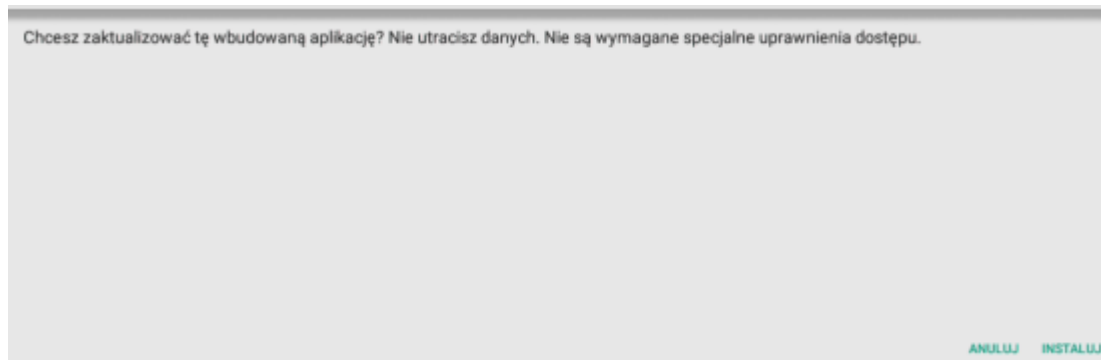 Chcesz zaktualizować tę wbudowaną aplikację? Nie utracisz danych. Nie są wymagane specjalne uprawnienia dostępu.
ANULUJ INSTALUJ